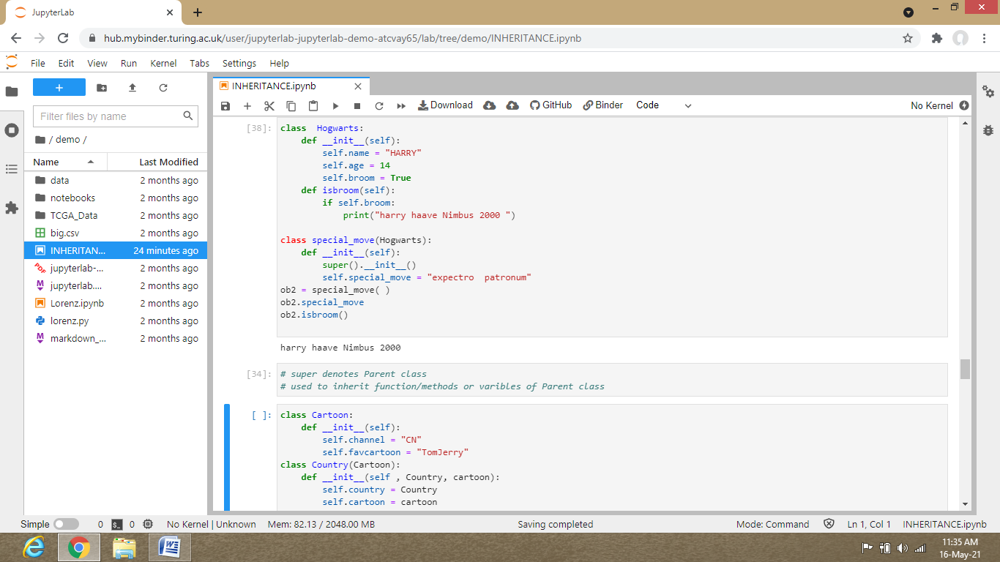 JupyterLab
hub.mybinder.turing.ac.uk/user/jupyterlab-jupyterlab-demo-atcvay65/lab/tree/demo/INHERITANCE.ipynb
File Edit View Run Kernel Tabs Settings Help
INHERITANCE.ipynb
Filter files by name
/ demo /
Name Last Modified
data 2 months ago
notebooks 2 months ago
TCGA_Data 2 months ago
big.csv 2 months ago
INHERITAN... 24 minutes ago
jupyterlab-... 2 months ago
jupyterlab.... 2 months ago
Lorenz.ipynb 2 months ago
lorenz.py 2 months ago
markdown_... 2 months ago
Download GitHub Binder Code No Kernel
[38]: class  Hogwarts:
    def __init__(self):
        self.name = "HARRY"
        self.age = 14
        self.broom = True
    def isbroom(self):
        if self.broom:
            print("harry haave Nimbus 2000 ")
class special_move(Hogwarts):
    def __init__(self):
        super().__init__()
        self.special_move = "expectro  patronum"
ob2 = special_move( )
ob2.special_move
ob2.isbroom()
harry haave Nimbus 2000
[34]: # super denotes Parent class
# used to inherit function/methods or varibles of Parent class
[ ]: class Cartoon:
    def __init__(self):
        self.channel = "CN"
        self.favcartoon = "TomJerry"
class Country(Cartoon):
    def __init__(self , Country, cartoon):
        self.country = Country
        self.cartoon = cartoon
Simple 0 $_ 0 No Kernel | Unknown Mem: 82.13 / 2048.00 MB Saving completed Mode: Command Ln 1, Col 1 INHERITANCE.ipynb
11:35 AM
16-May-21